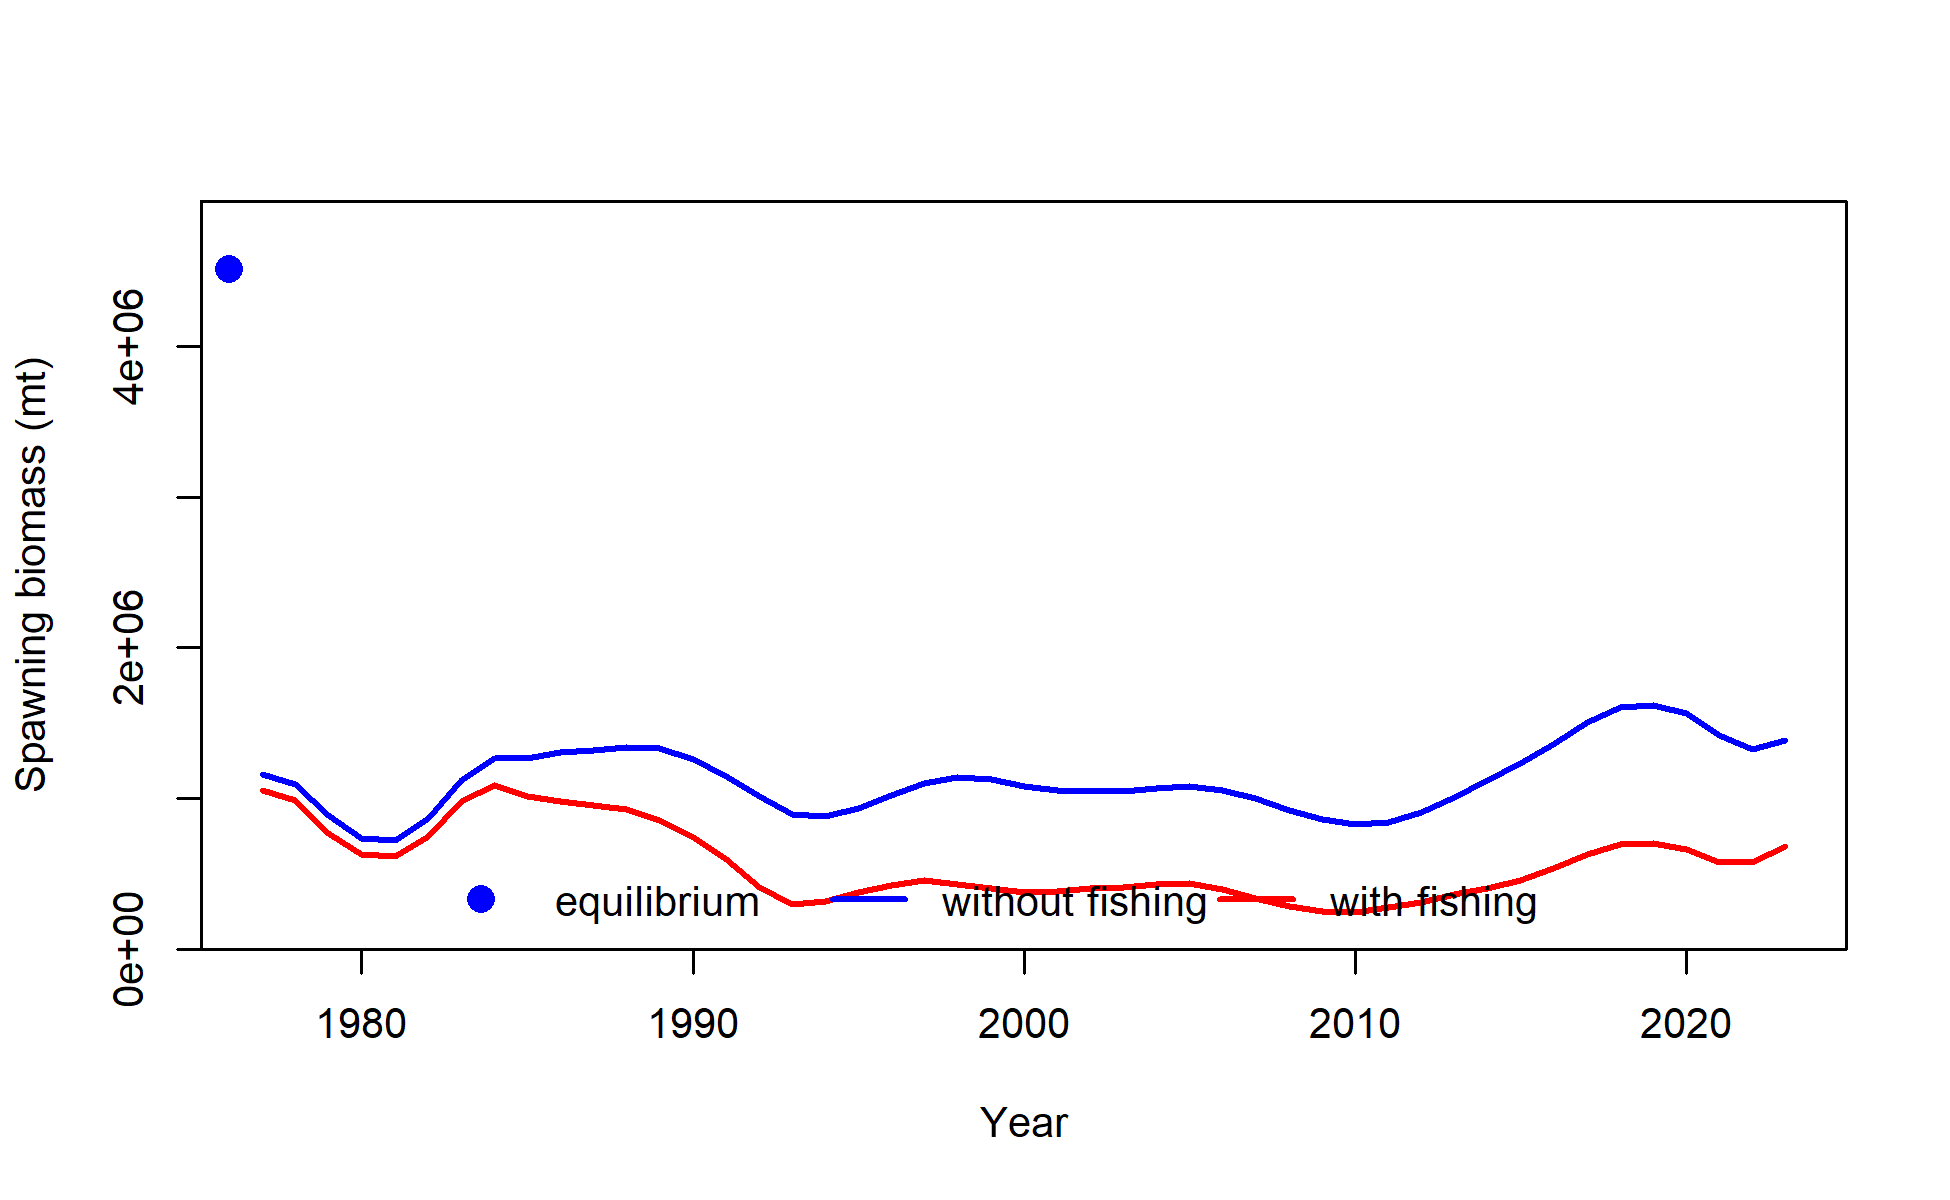 Spawning biomass (mt)
4e+06
2e+06
0e+00
equilibrium without fishing with fishing
1980 1990 2000 2010 2020
Year